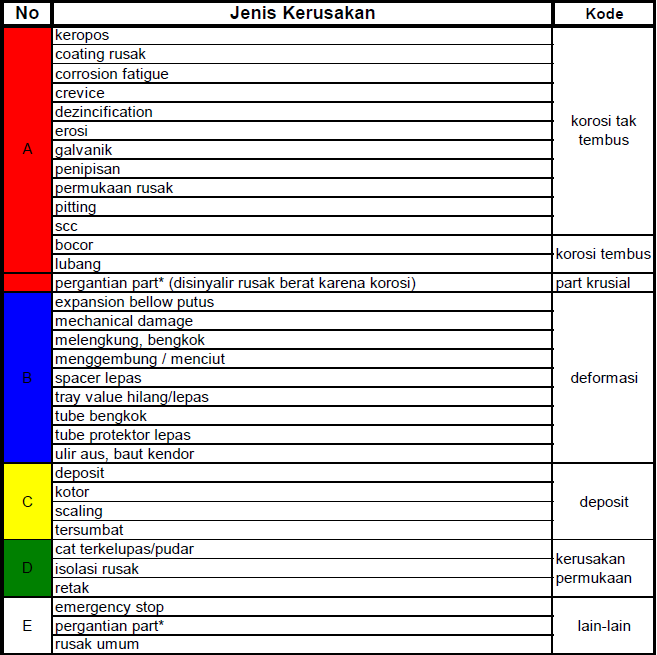 No Jenis Kerusakan Kode
keropos
coating rusak
corrosion fatigue
crevice
dezincification
erosi
korosi tak
tembus
A galvanik
penipisan
permukaan rusak
pitting
scc
bocor
korosi tembus
lubang
pergantian part* (disinyalir rusak berat karena korosi) part krusial
expansion bellow putus
mechanical damage
melengkung, bengkok
menggembung / menciut
B spacer lepas deformasi
tray value hilang/lepas
tube bengkok
tube protektor lepas
ulir aus, baut kendor
deposit
kotor
C deposit
scaling
tersumbat
cat terkelupas/pudar
kerusakan
permukaan
D isolasi rusak
retak
emergency stop
E pergantian part* lain-lain
rusak umum